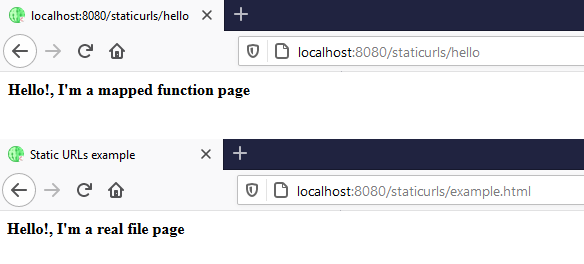 localhost:8080/staticurls/hello
localhost:8080/staticurls/hello
Hello!, I'm a mapped function page
Static URLs example
localhost:8080/staticurls/example.html
Hello!, I'm a real file page